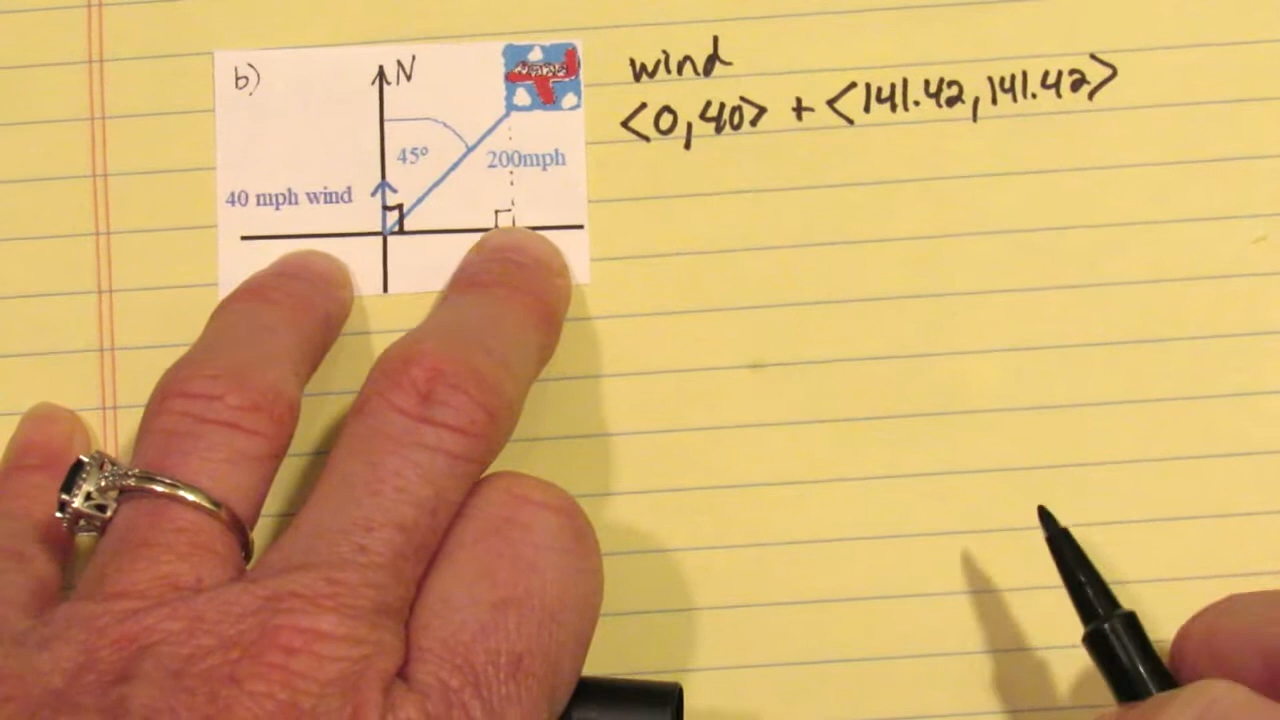 b)
N
45°
200mph
40 mph wind
wind
<0,40> + <141.42,141.42>